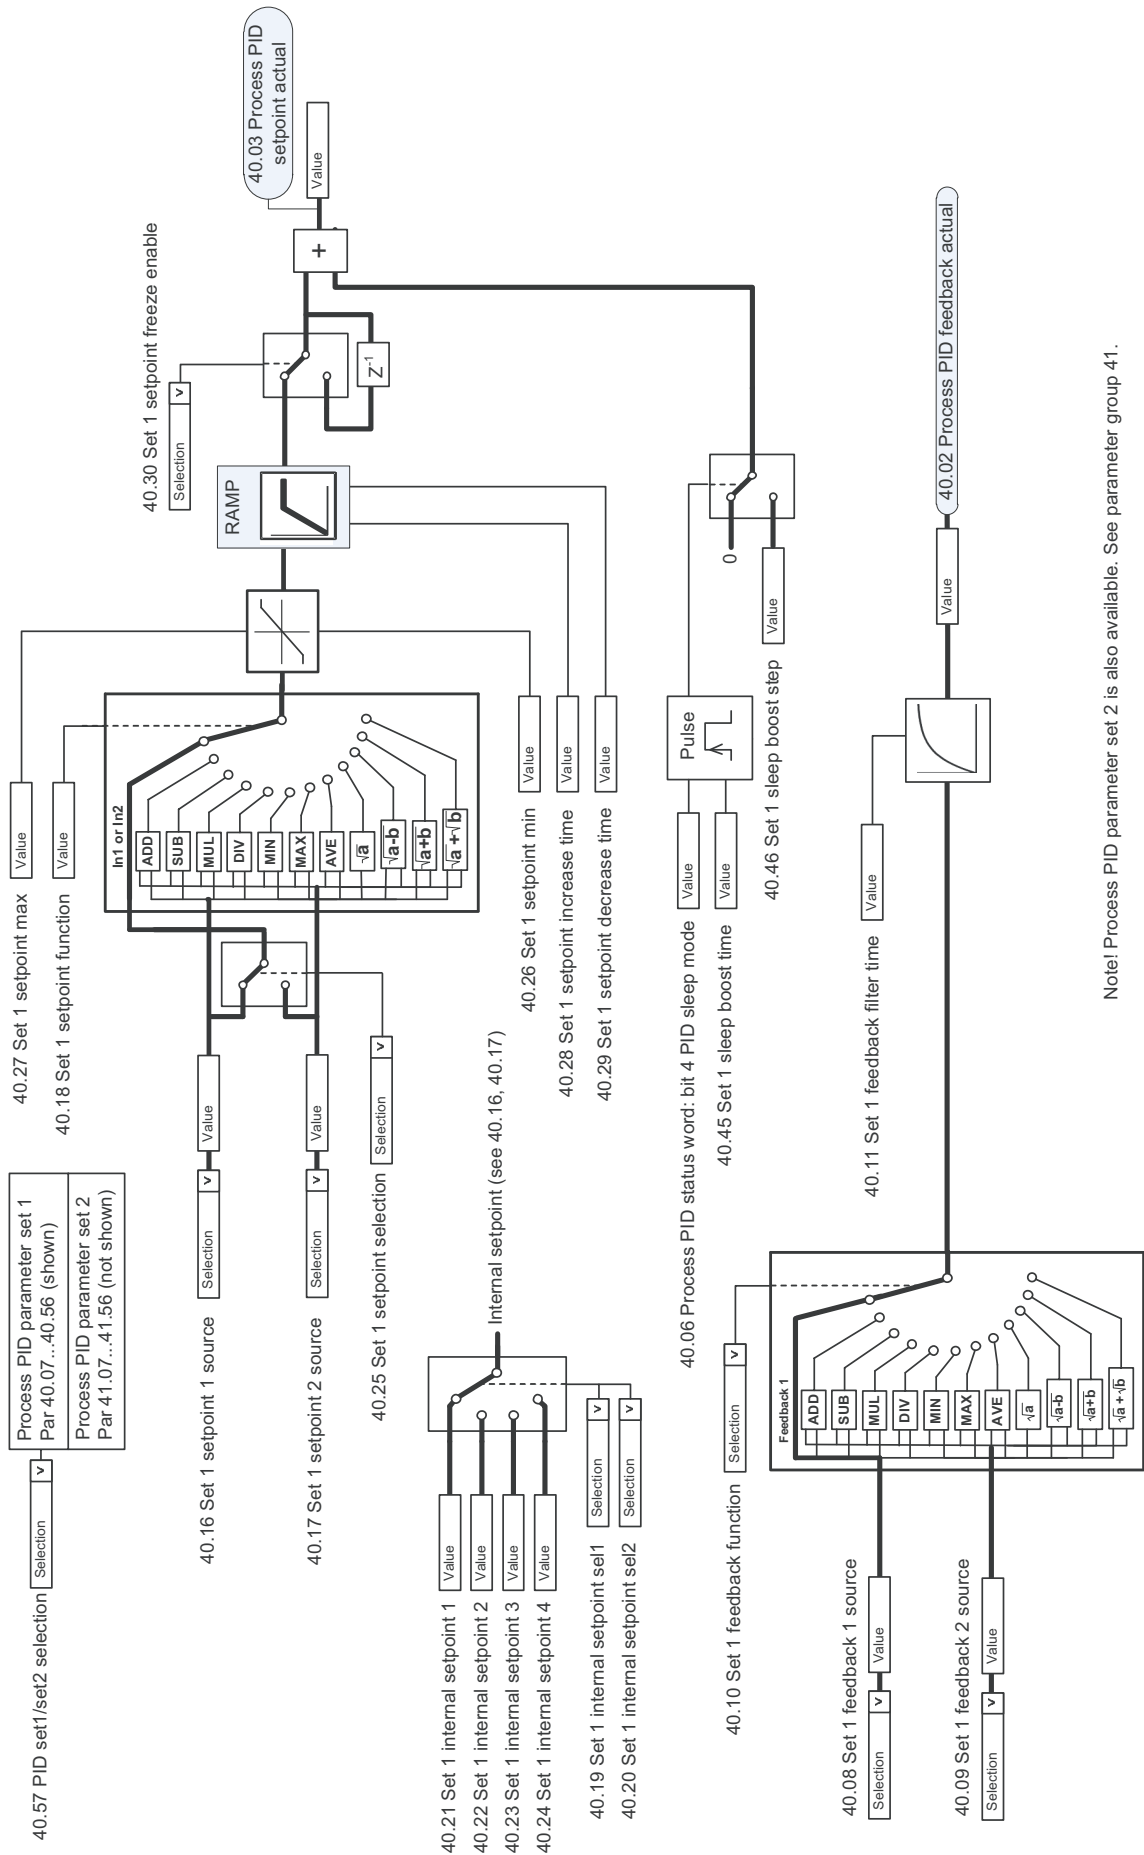 40.57 PID set1/set2 selection
Selection
v
Process PID parameter set 1
Par 40.07...40.56 (shown)
Process PID parameter set 2
Par 41.07...41.56 (not shown)
40.27 Set 1 setpoint max
Value
40.18 Set 1 setpoint function
Value
40.16 Set 1 setpoint 1 source
Selection
v
Value
40.17 Set 1 setpoint 2 source
Selection
v
Value
40.25 Set 1 setpoint selection
Selection
v
In1 or In2
ADD
SUB
MUL
DIV
MIN
MAX
AVE
√a
√a-b
√a+b
√a+√b
RAMP
40.30 Set 1 setpoint freeze enable
Selection
v
Z-1
+
40.03 Process PID
setpoint actual
Value
40.21 Set 1 internal setpoint 1
Value
40.22 Set 1 internal setpoint 2
Value
40.23 Set 1 internal setpoint 3
Value
40.24 Set 1 internal setpoint 4
Value
40.19 Set 1 internal setpoint sel1
Selection
v
40.20 Set 1 internal setpoint sel2
Selection
v
Internal setpoint (see 40.16, 40.17)
40.26 Set 1 setpoint min
Value
40.28 Set 1 setpoint increase time
Value
40.29 Set 1 setpoint decrease time
Value
40.06 Process PID status word: bit 4 PID sleep mode
Value
40.45 Set 1 sleep boost time
Value
Pulse
0
40.46 Set 1 sleep boost step
Value
40.10 Set 1 feedback function
Selection
v
40.08 Set 1 feedback 1 source
Selection
v
Value
40.09 Set 1 feedback 2 source
Selection
v
Value
Feedback 1
ADD
SUB
MUL
DIV
MIN
MAX
AVE
√a
√a-b
√a+b
√a+√b
40.11 Set 1 feedback filter time
Value
Value
40.02 Process PID feedback actual
Note! Process PID parameter set 2 is also available. See parameter group 41.